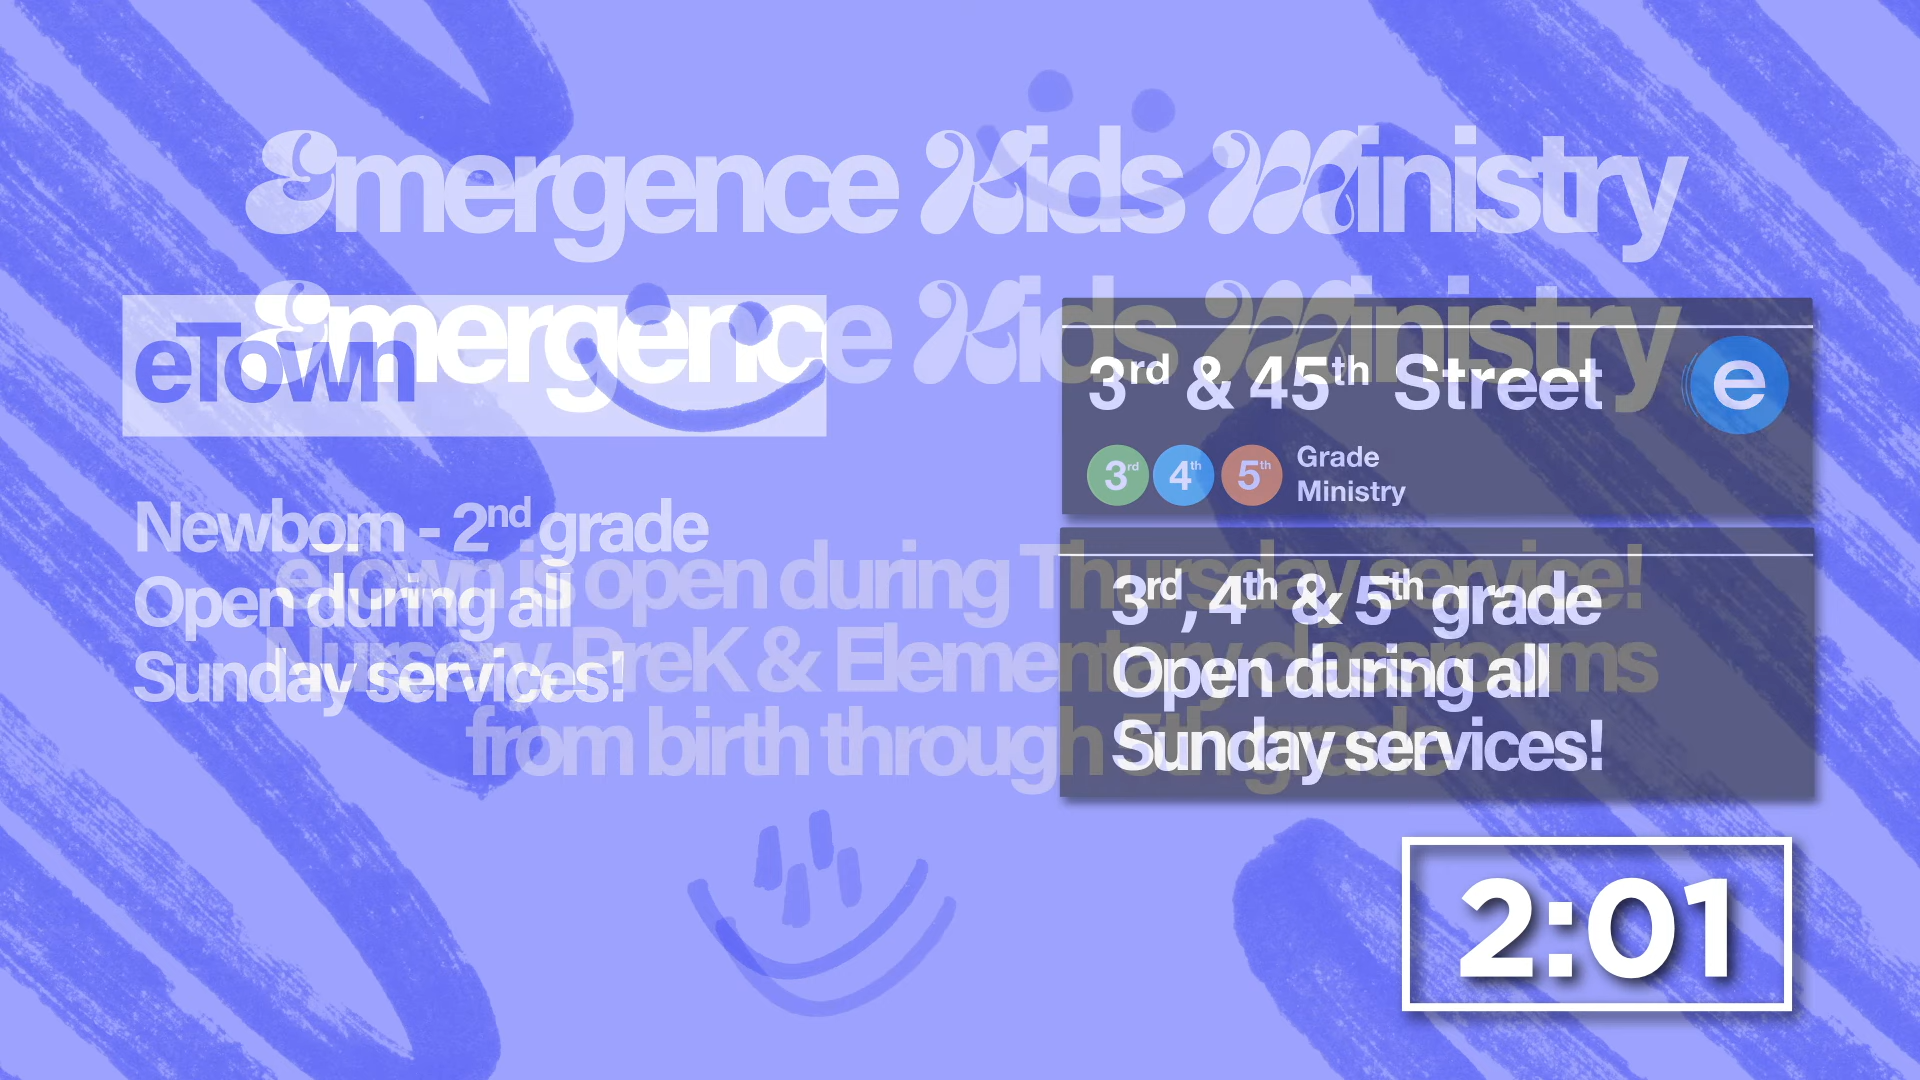 Emergence Kids Ministry
Emergence Kids Ministry
eTown
Newborn - 2nd grade
Open during all
Sunday services!
3rd & 45th Street
e
3rd 4th 5th
Grade
Ministry
3rd, 4th & 5th grade
Open during all
Sunday services!
eTown is open during Thursday service!
Nursery, PreK & Elementary classrooms
from birth through 5th grade
2:01